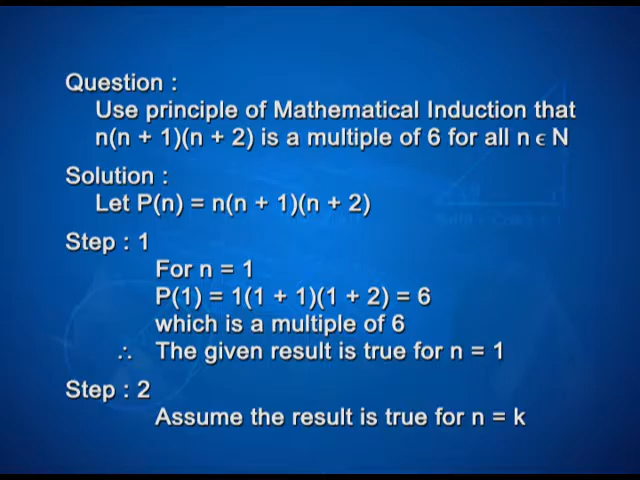 Question :
Use principle of Mathematical Induction that
n(n + 1)(n + 2) is a multiple of 6 for all n ϵ N
Solution :
Let P(n) = n(n + 1)(n + 2)
Step : 1
For n = 1
P(1) = 1(1 + 1)(1 + 2) = 6
which is a multiple of 6
∴ The given result is true for n = 1
Step : 2
Assume the result is true for n = k